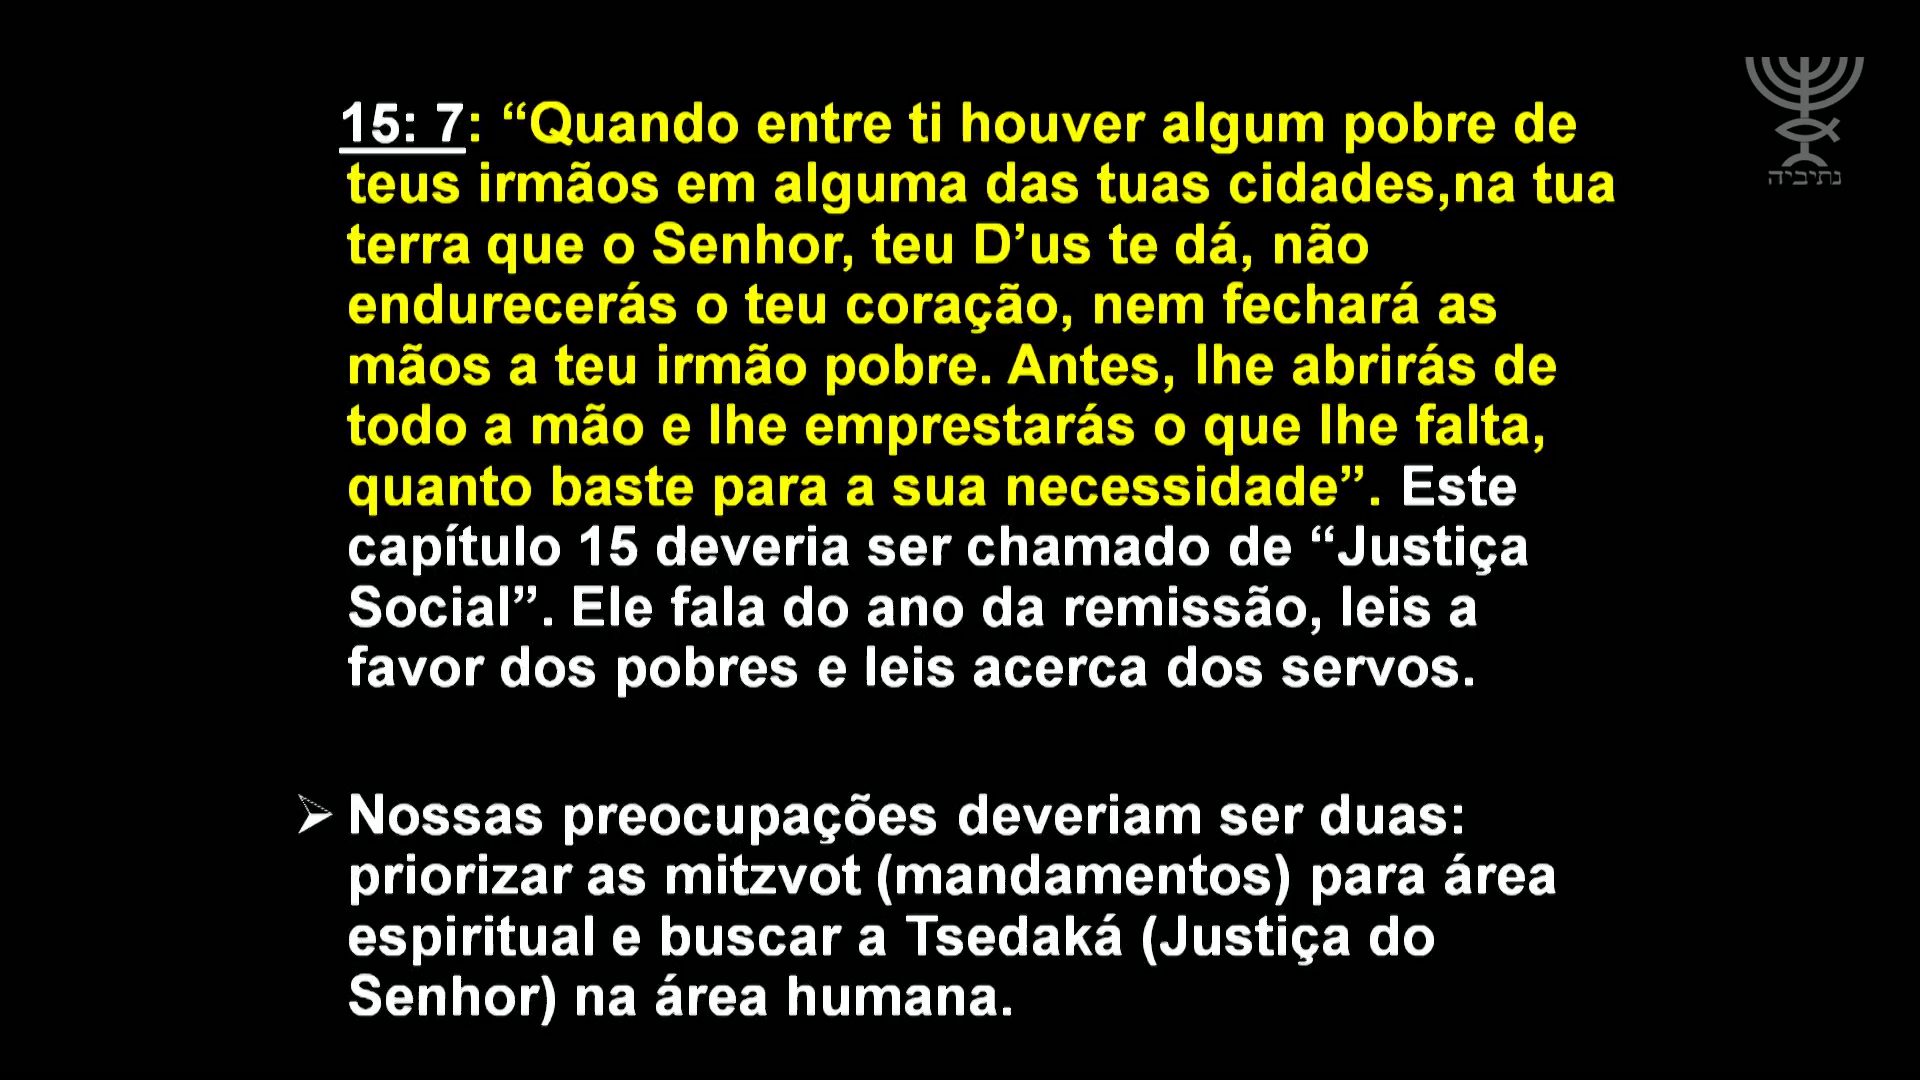 15: 7: “Quando entre ti houver algum pobre de
teus irmãos em alguma das tuas cidades,na tua
terra que o Senhor, teu D’us te dá, não
endurecerás o teu coração, nem fechará as
mãos a teu irmão pobre. Antes, lhe abrirás de
todo a mão e lhe emprestarás o que lhe falta,
quanto baste para a sua necessidade”. Este
capítulo 15 deveria ser chamado de “Justiça
Social”. Ele fala do ano da remissão, leis a
favor dos pobres e leis acerca dos servos.
Nossas preocupações deveriam ser duas:
priorizar as mitzvot (mandamentos) para área
espiritual e buscar a Tsedaká (Justiça do
Senhor) na área humana.
נתיביה